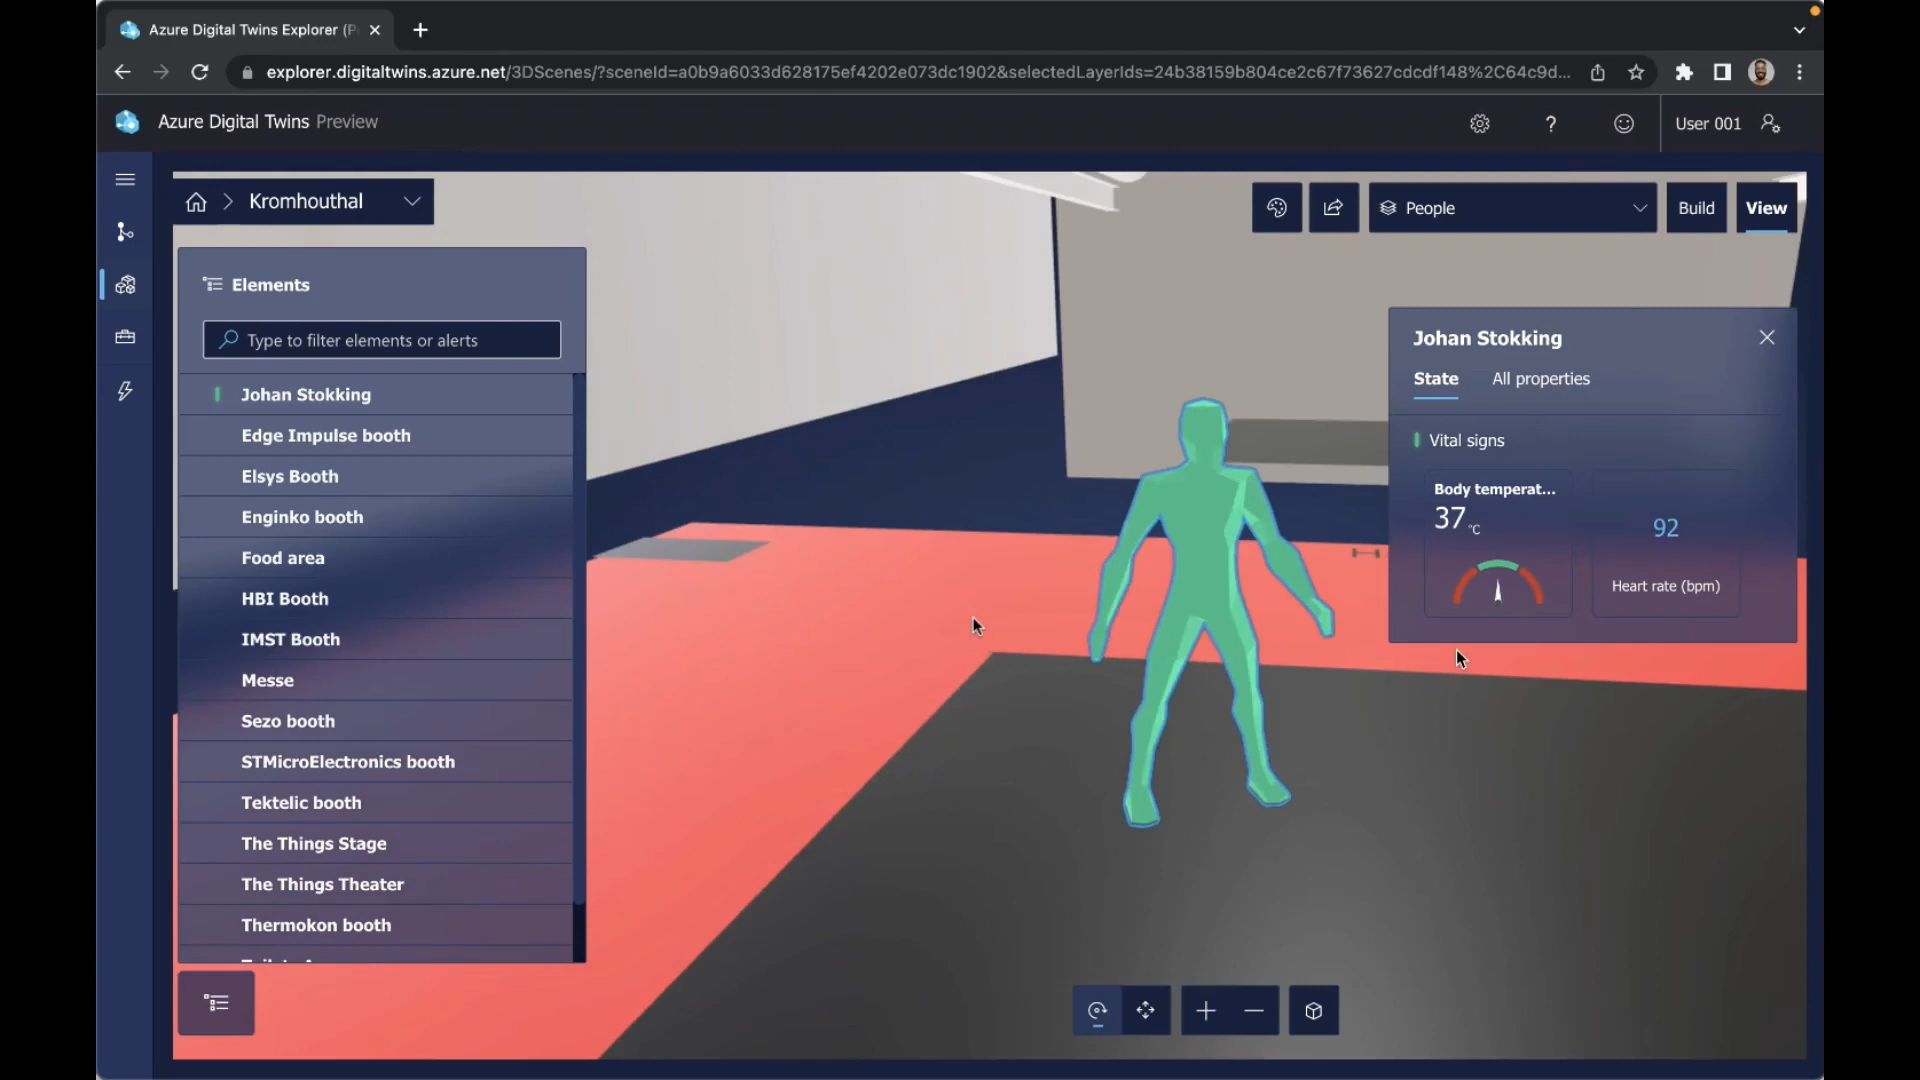 Azure Digital Twins Explorer (P
explorer.digitaltwins.azure.net/3DScenes/?sceneId=a0b9a6033d628175ef4202e073dc1902&selectedLayerIds=24b38159b804ce2c67f73627cdcdf148%2C64c9d...
Azure Digital Twins Preview
? User 001
Kromhouthal
People
Build
View
Elements
Type to filter elements or alerts
Johan Stokking
Edge Impulse booth
Elsys Booth
Enginko booth
Food area
HBI Booth
IMST Booth
Messe
Sezo booth
STMicroElectronics booth
Tektelic booth
The Things Stage
The Things Theater
Thermokon booth
Johan Stokking
State All properties
Vital signs
Body temperat...
37 °C
92
Heart rate (bpm)